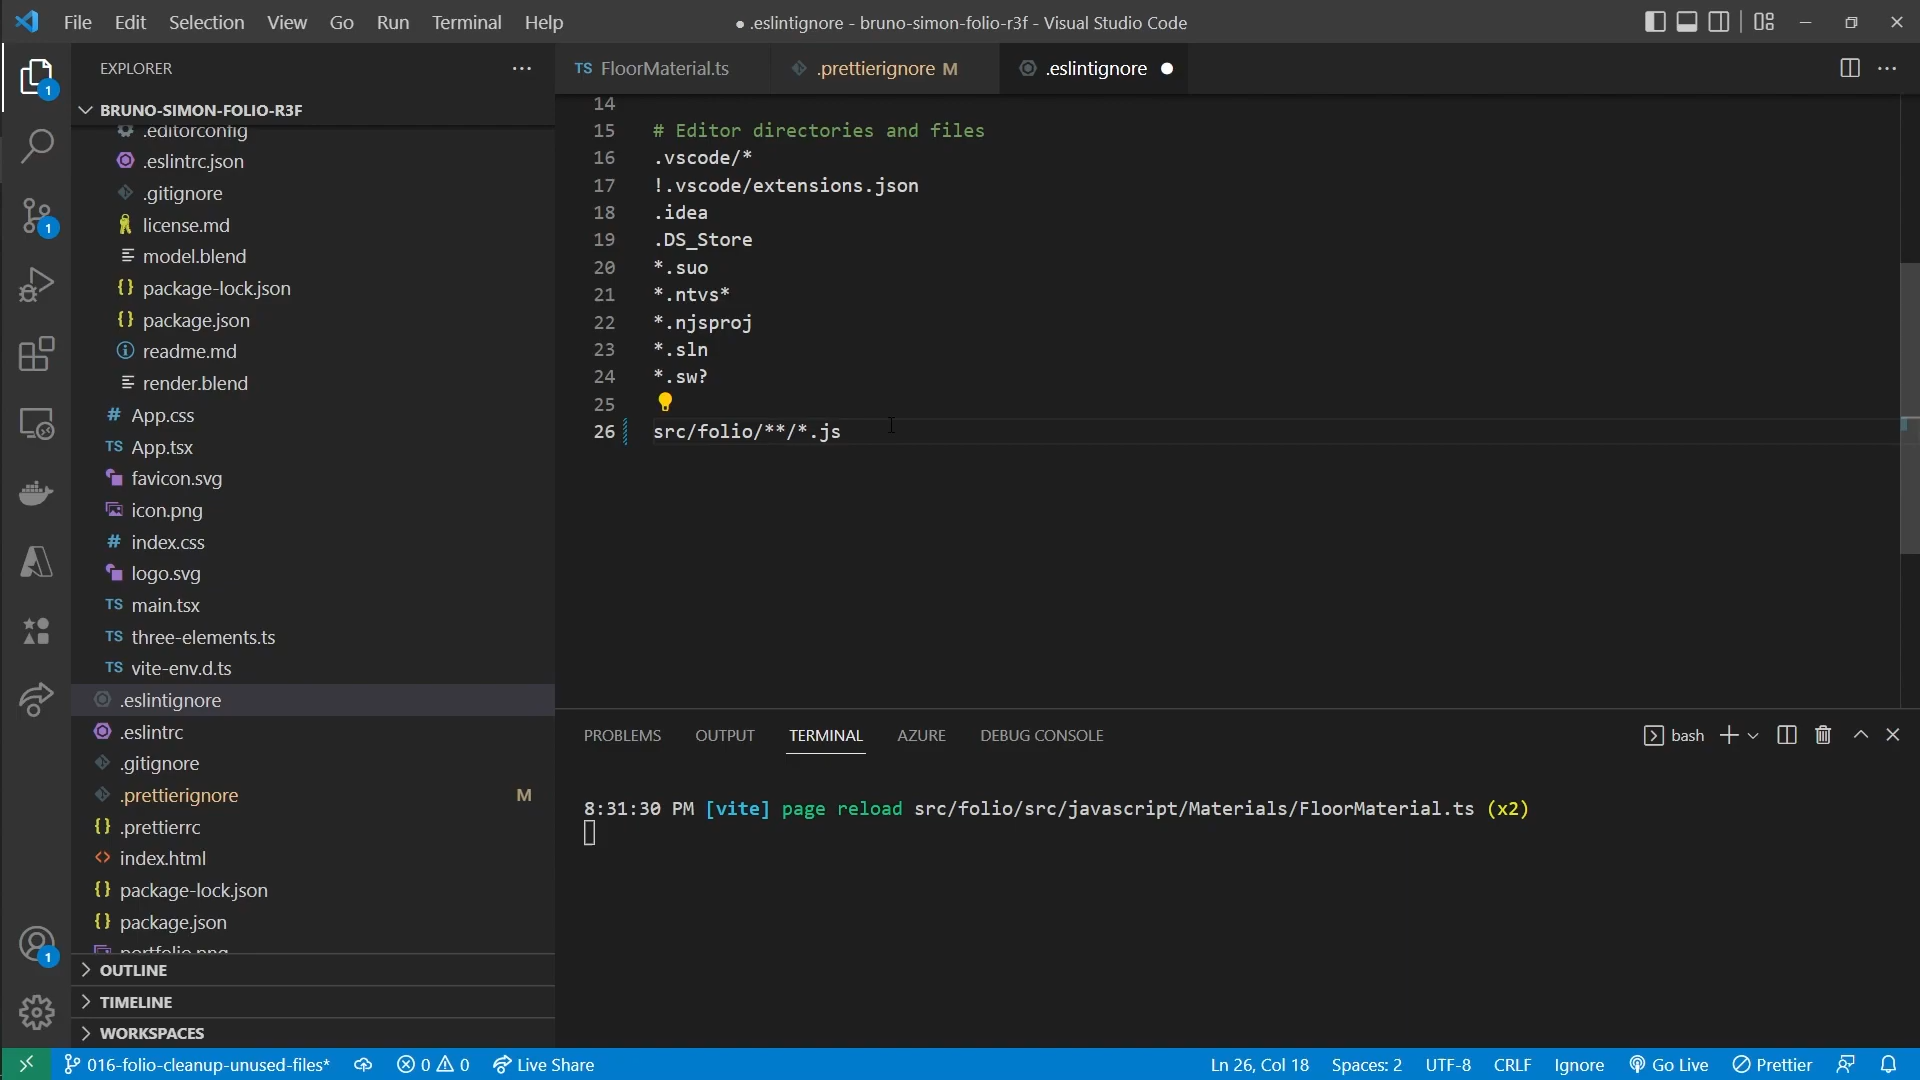 File Edit Selection View Go Run Terminal Help
● .eslintignore - bruno-simon-folio-r3f - Visual Studio Code
EXPLORER
BRUNO-SIMON-FOLIO-R3F
.editorconfig
.eslintrc.json
.gitignore
license.md
model.blend
package-lock.json
package.json
readme.md
render.blend
App.css
App.tsx
favicon.svg
icon.png
index.css
logo.svg
main.tsx
three-elements.ts
vite-env.d.ts
.eslintignore
.eslintrc
.gitignore
.prettierignore M
.prettierrc
index.html
package-lock.json
package.json
portfolio.png
OUTLINE
TIMELINE
WORKSPACES
TS FloorMaterial.ts .prettierignore M .eslintignore
14
15 # Editor directories and files
16 .vscode/*
17 !.vscode/extensions.json
18 .idea
19 .DS_Store
20 *.suo
21 *.ntvs*
22 *.njsproj
23 *.sln
24 *.sw?
25
26 src/folio/**/*.js
PROBLEMS OUTPUT TERMINAL AZURE DEBUG CONSOLE
bash
8:31:30 PM [vite] page reload src/folio/src/javascript/Materials/FloorMaterial.ts (x2)
016-folio-cleanup-unused-files* 0 0 Live Share
Ln 26, Col 18 Spaces: 2 UTF-8 CRLF Ignore Go Live Prettier